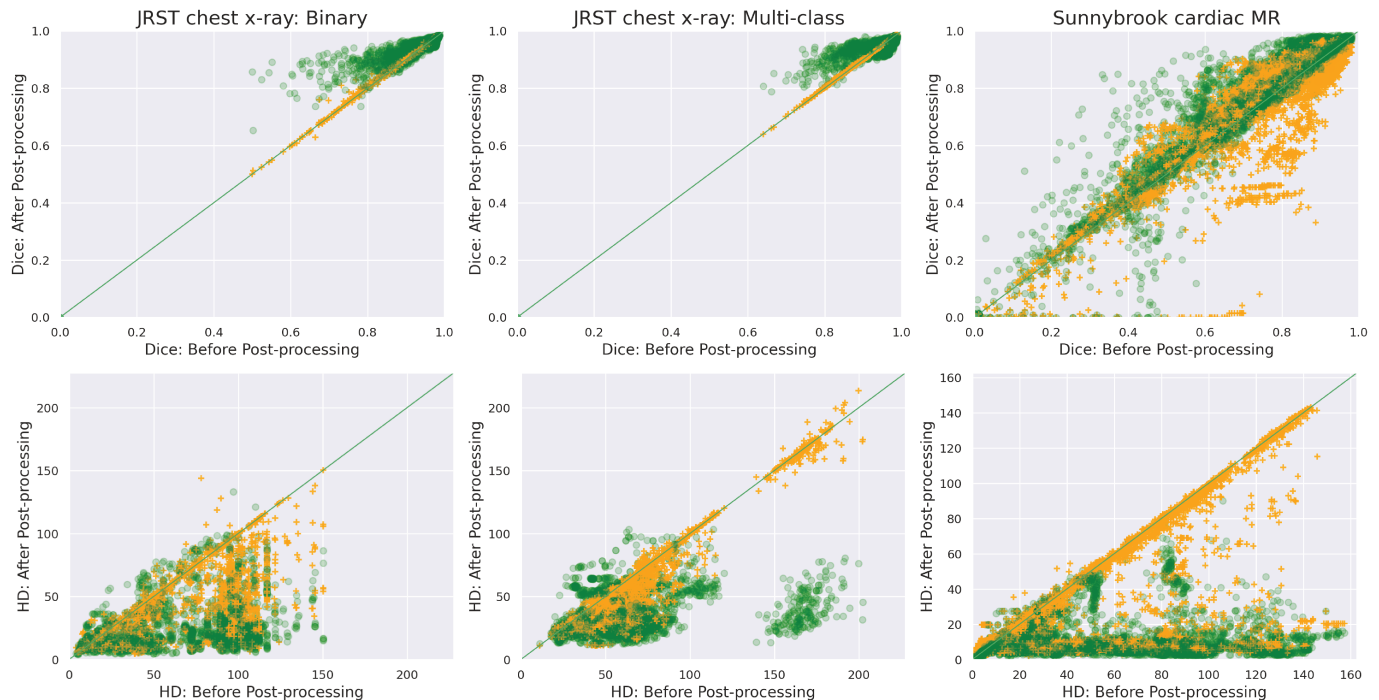 JRST chest x-ray: Binary
JRST chest x-ray: Multi-class
Sunnybrook cardiac MR
Dice: After Post-processing
1.0
0.8
0.6
0.4
0.2
0.0
0.0 0.2 0.4 0.6 0.8 1.0
Dice: Before Post-processing
Dice: After Post-processing
1.0
0.8
0.6
0.4
0.2
0.0
0.0 0.2 0.4 0.6 0.8 1.0
Dice: Before Post-processing
Dice: After Post-processing
1.0
0.8
0.6
0.4
0.2
0.0
0.0 0.2 0.4 0.6 0.8 1.0
Dice: Before Post-processing
HD: After Post-processing
200
150
100
50
0
0 50 100 150 200
HD: Before Post-processing
HD: After Post-processing
200
150
100
50
0
0 50 100 150 200
HD: Before Post-processing
HD: After Post-processing
160
140
120
100
80
60
40
20
0
0 20 40 60 80 100 120 140 160
HD: Before Post-processing